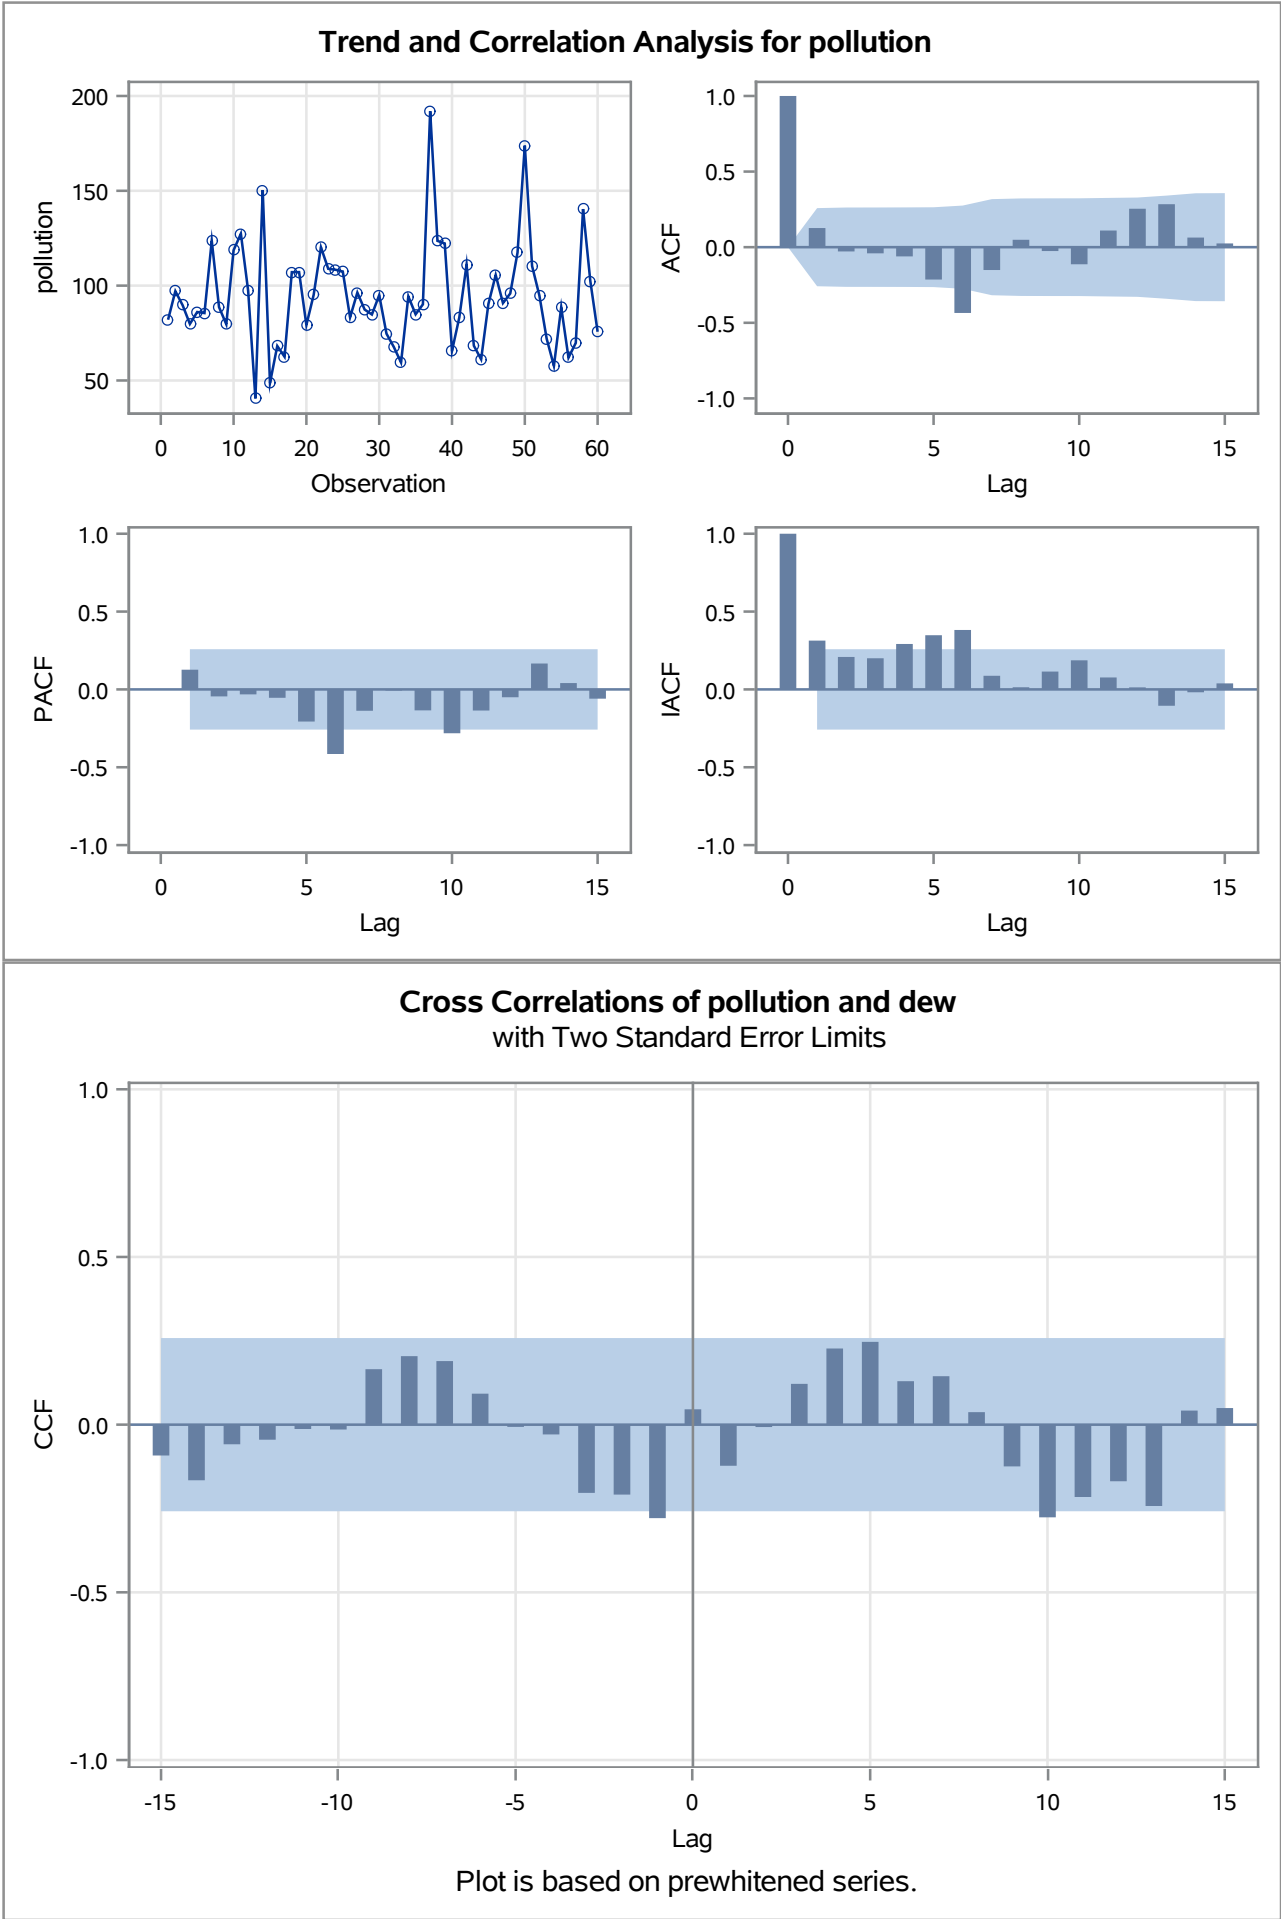 Trend and Correlation Analysis for pollution
200
150
100
50
pollution
0 10 20 30 40 50 60
Observation
1.0
0.5
0.0
-0.5
-1.0
ACF
0 5 10 15
Lag
1.0
0.5
0.0
-0.5
-1.0
PACF
0 5 10 15
Lag
1.0
0.5
0.0
-0.5
-1.0
IACF
0 5 10 15
Lag
Cross Correlations of pollution and dew
with Two Standard Error Limits
1.0
0.5
0.0
-0.5
-1.0
CCF
-15 -10 -5 0 5 10 15
Lag
Plot is based on prewhitened series.